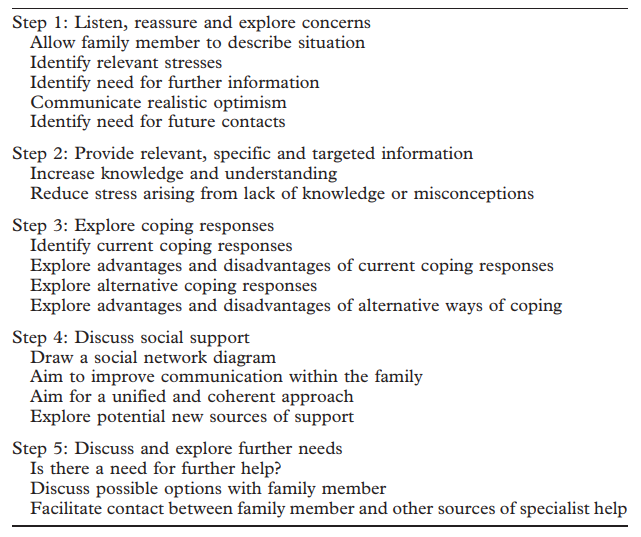 Step 1: Listen, reassure and explore concerns
Allow family member to describe situation
Identify relevant stresses
Identify need for further information
Communicate realistic optimism
Identify need for future contacts
Step 2: Provide relevant, specific and targeted information
Increase knowledge and understanding
Reduce stress arising from lack of knowledge or misconceptions
Step 3: Explore coping responses
Identify current coping responses
Explore advantages and disadvantages of current coping responses
Explore alternative coping responses
Explore advantages and disadvantages of alternative ways of coping
Step 4: Discuss social support
Draw a social network diagram
Aim to improve communication within the family
Aim for a unified and coherent approach
Explore potential new sources of support
Step 5: Discuss and explore further needs
Is there a need for further help?
Discuss possible options with family member
Facilitate contact between family member and other sources of specialist help